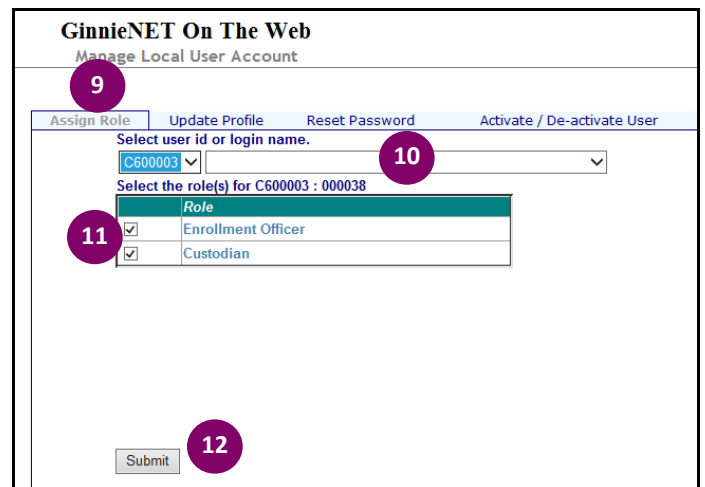 GinnieNET On The Web
Manage Local User Account
9
Assign Role Update Profile Reset Password Activate / De-activate User
Select user id or login name.
C600003 10
Select the role(s) for C600003 : 000038
Role
11 Enrollment Officer
Custodian
12
Submit